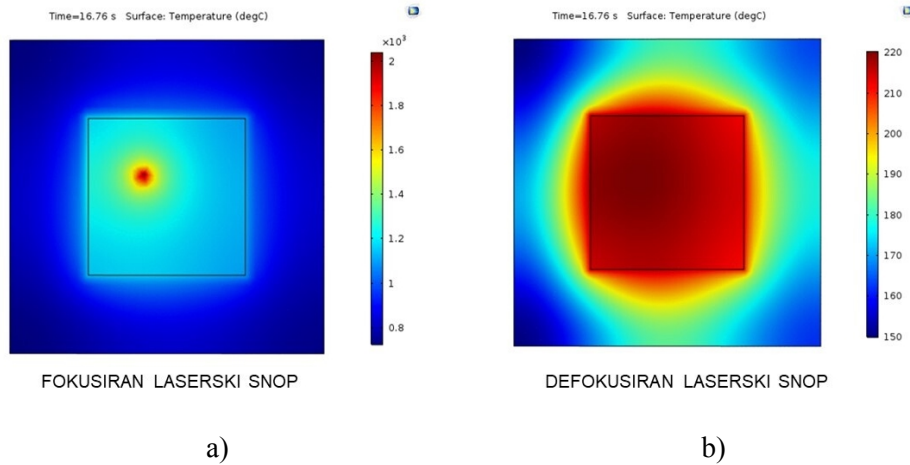 Time=16.76 s Surface: Temperature (degC)
×10³
2
1.8
1.6
1.4
1.2
1
0.8
FOKUSIRAN LASERSKI SNOP
a)
Time=16.76 s Surface: Temperature (degC)
220
210
200
190
180
170
160
150
DEFOKUSIRAN LASERSKI SNOP
b)